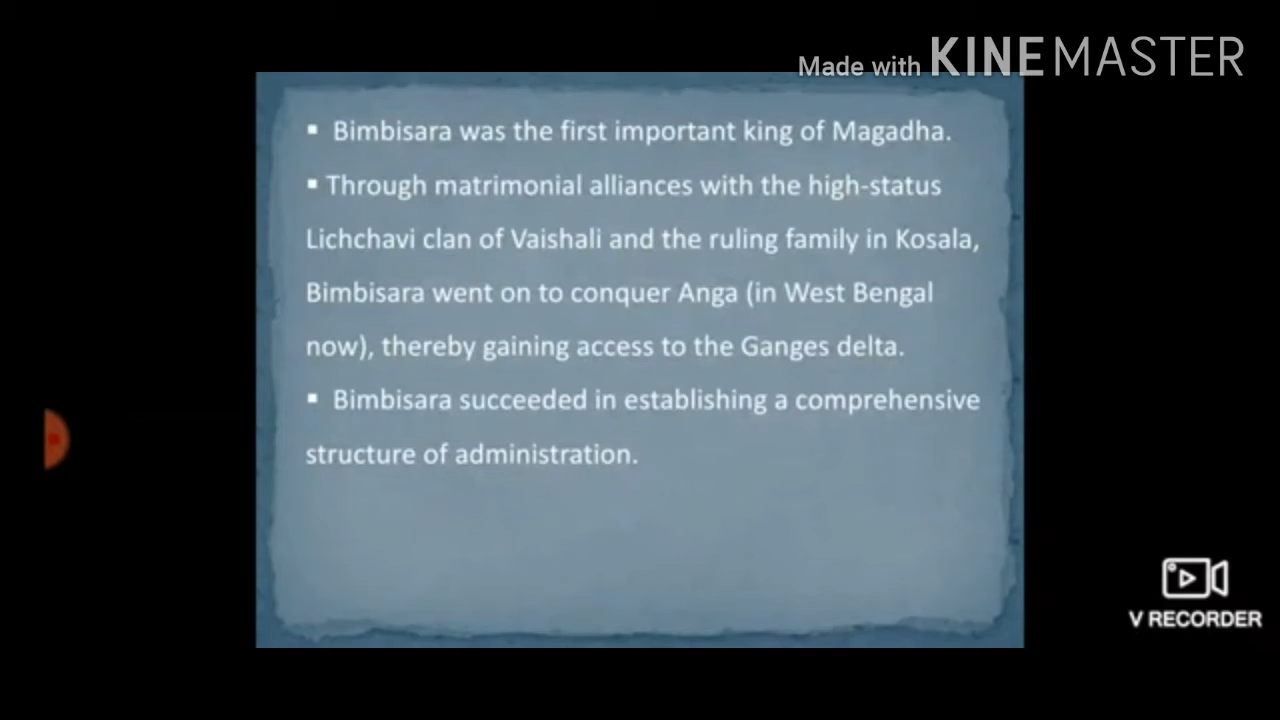 Made with KINEMASTER
▪ Bimbisara was the first important king of Magadha.
▪ Through matrimonial alliances with the high-status
Lichchavi clan of Vaishali and the ruling family in Kosala,
Bimbisara went on to conquer Anga (in West Bengal
now), thereby gaining access to the Ganges delta.
▪ Bimbisara succeeded in establishing a comprehensive
structure of administration.
V RECORDER